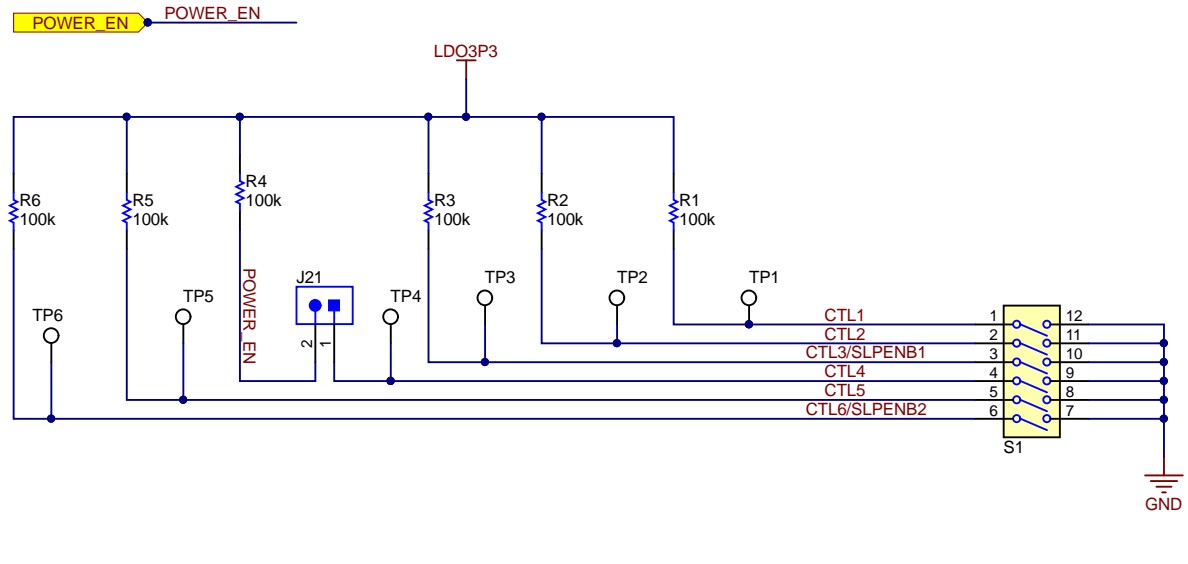 POWER_EN
POWER_EN
LDO3P3
R6
100k
R5
100k
R4
100k
R3
100k
R2
100k
R1
100k
POWER_EN
J21
2
1
TP6
TP5
TP4
TP3
TP2
TP1
CTL1
CTL2
CTL3/SLPENB1
CTL4
CTL5
CTL6/SLPENB2
1
2
3
4
5
6
12
11
10
9
8
7
S1
GND